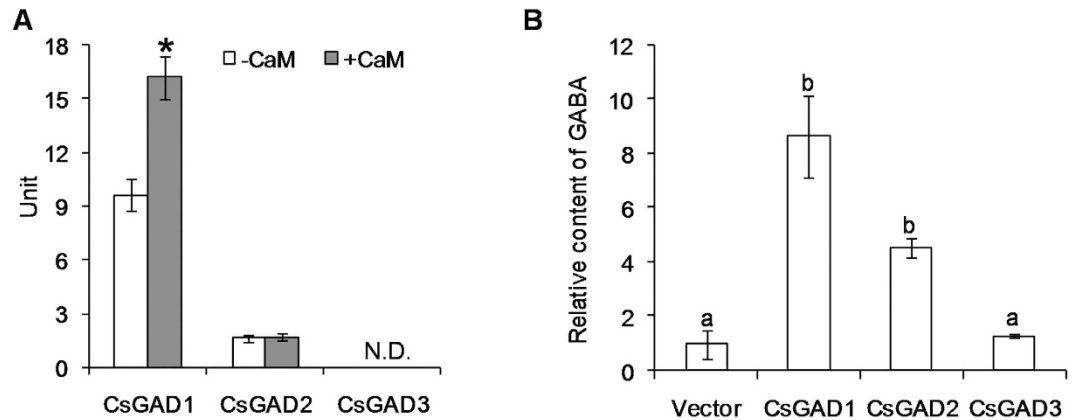 A
Unit
18
15
12
9
6
3
0
*
-CaM +CaM
N.D.
CsGAD1 CsGAD2 CsGAD3
B
Relative content of GABA
12
10
8
6
4
2
0
a
b
b
a
Vector CsGAD1 CsGAD2 CsGAD3